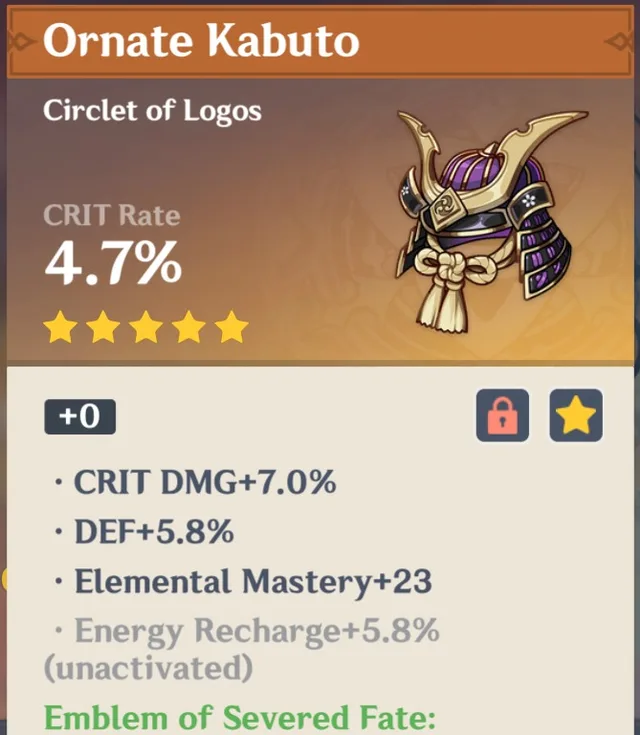 Ornate Kabuto
Circlet of Logos
CRIT Rate
4.7%
+0
· CRIT DMG+7.0%
· DEF+5.8%
· Elemental Mastery+23
· Energy Recharge+5.8%
(unactivated)
Emblem of Severed Fate: